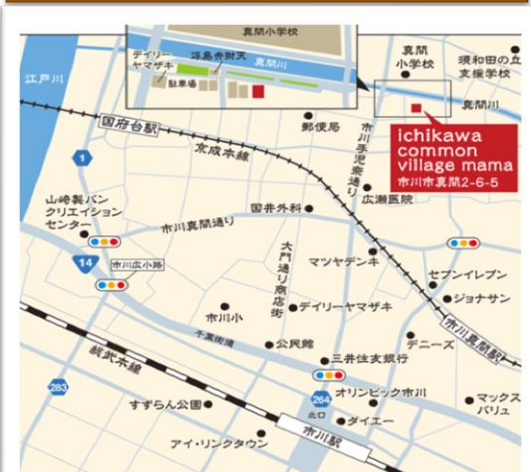 真間小学校
デイリー
ヤマザキ
浮島弁財天
真間川
駐車場
真間
小学校
須和田の丘
支援学校
江戸川
真間川
郵便局
国府台駅
京成本線
市川手児奈通り
ichikawa
common
village mama
市川市真間2-6-5
1
山崎製パン
クリエイション
センター
国井外科
広瀬医院
市川真間通り
大門通り商店街
マツヤデンキ
14
市川広小路
セブンイレブン
ジョナサン
市川小
デイリーヤマザキ
市川真間駅
千葉街道
公民館
デニーズ
三井住友銀行
総武本線
283
すずらん公園
264
オリンピック市川
マックス
バリュ
北口
ダイエー
アイ・リンクタウン
市川駅